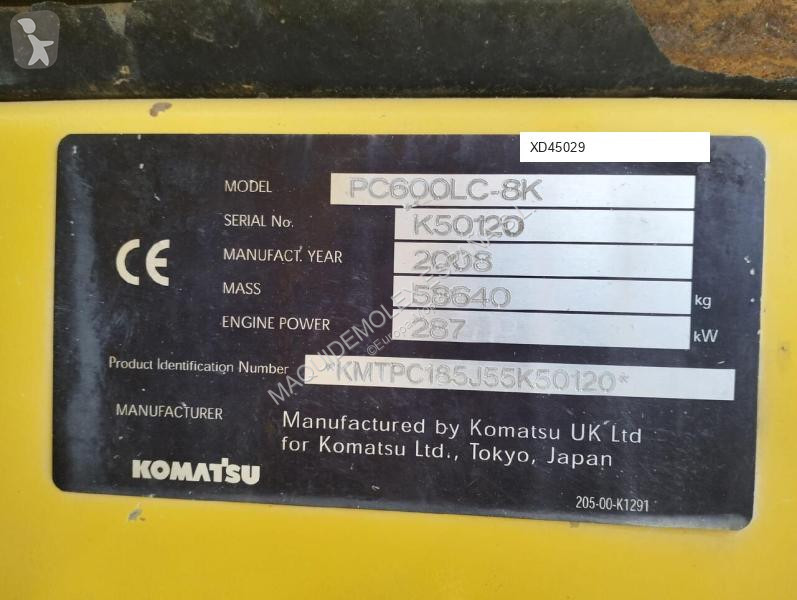 XD45029
MODEL PC600LC-8K
SERIAL No. K50120
MANUFACT. YEAR 2008
MASS 58640 kg
ENGINE POWER 287 kW
CE
Product Identification Number *KMTPC185J55K50120*
MANUFACTURER
Manufactured by Komatsu UK Ltd
for Komatsu Ltd., Tokyo, Japan
KOMATSU
205-00-K1291